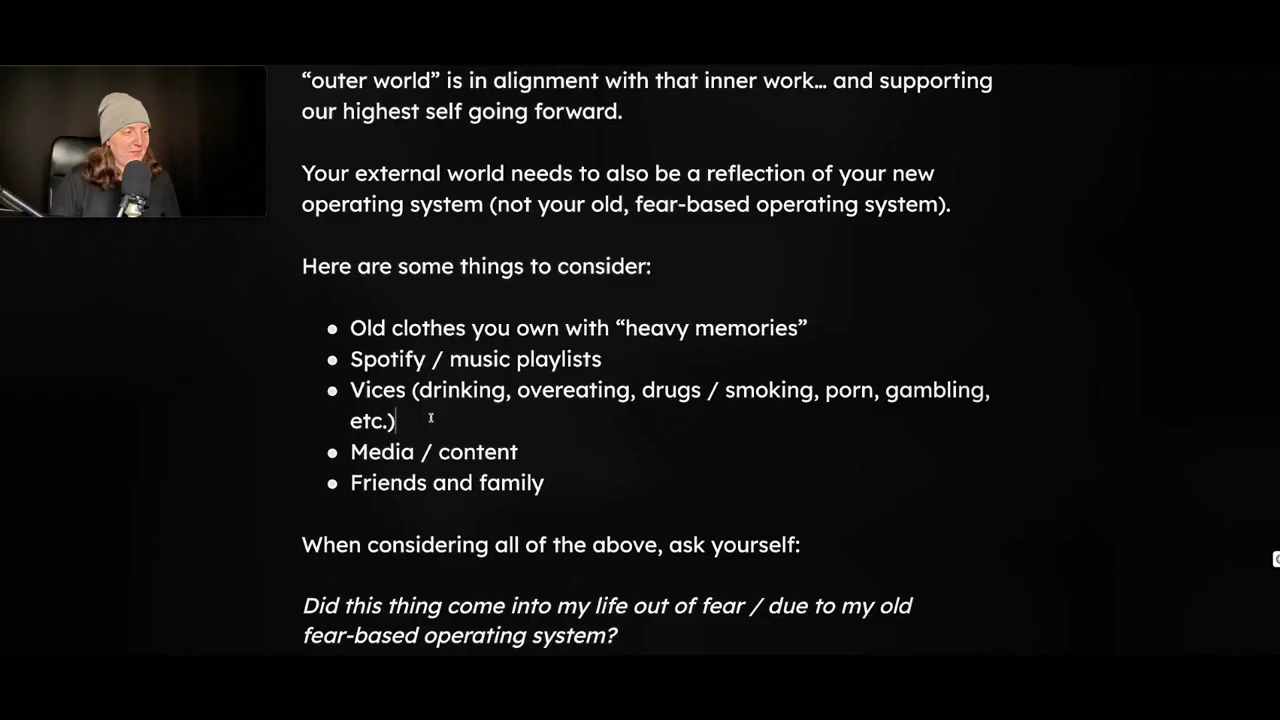 “outer world” is in alignment with that inner work... and supporting
our highest self going forward.
Your external world needs to also be a reflection of your new
operating system (not your old, fear-based operating system).
Here are some things to consider:
● Old clothes you own with “heavy memories”
● Spotify / music playlists
● Vices (drinking, overeating, drugs / smoking, porn, gambling,
etc.)
● Media / content
● Friends and family
When considering all of the above, ask yourself:
Did this thing come into my life out of fear / due to my old
fear-based operating system?